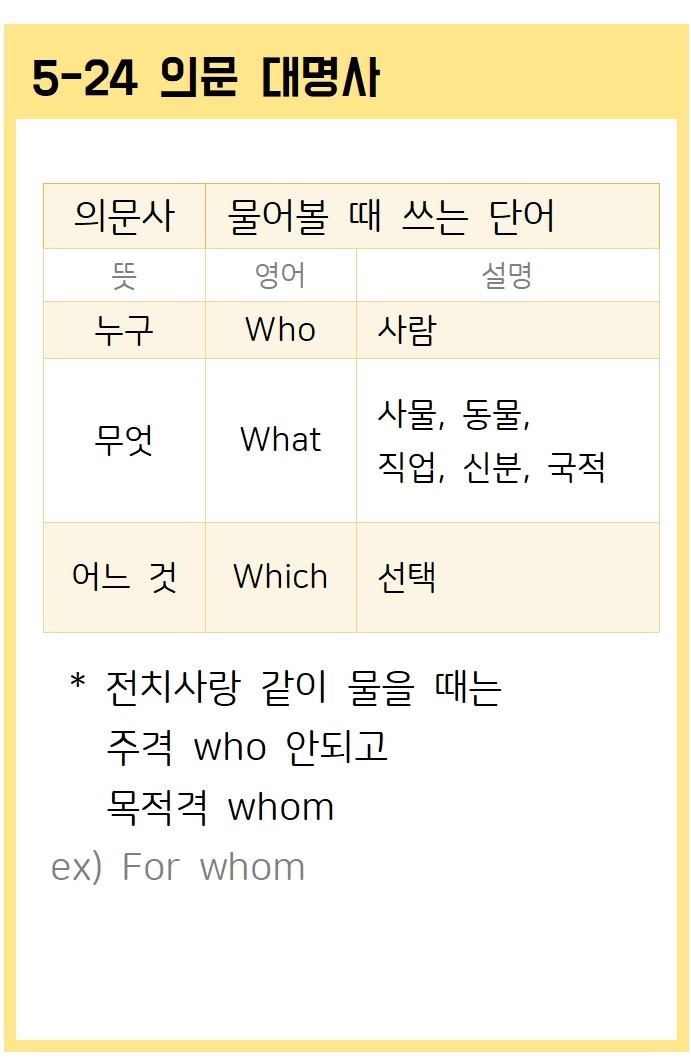 5-24 의문 대명사
의문사 물어볼 때 쓰는 단어
뜻 영어 설명
누구 Who 사람
무엇 What 사물, 동물,
직업, 신분, 국적
어느 것 Which 선택
* 전치사랑 같이 물을 때는
주격 who 안되고
목적격 whom
ex) For whom